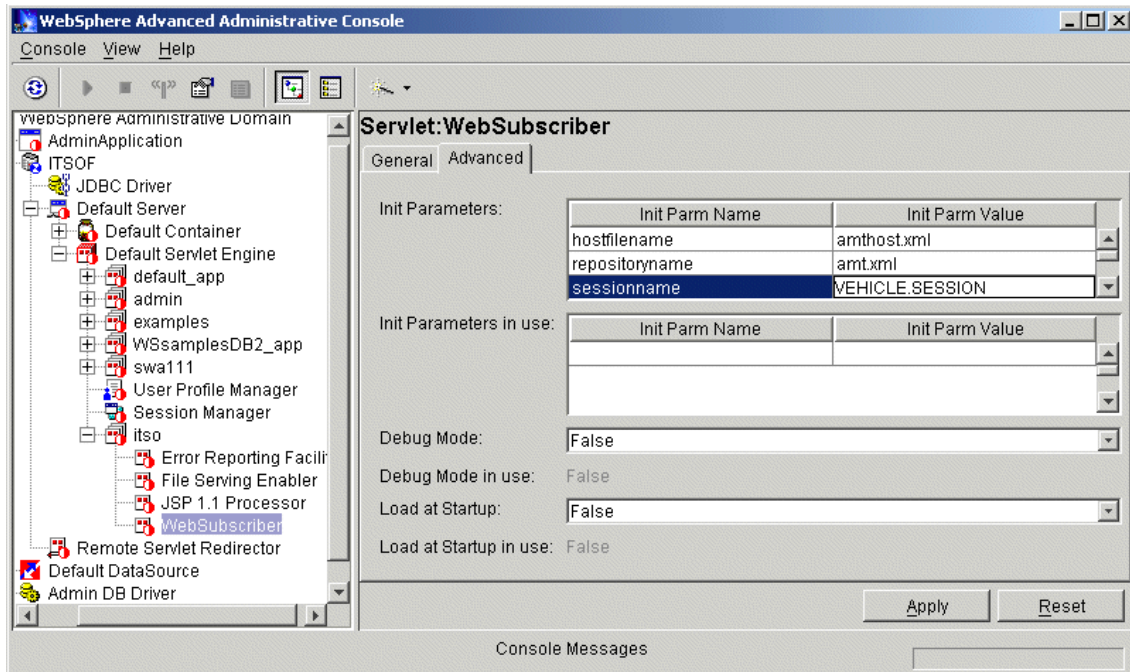 WebSphere Advanced Administrative Console
Console View Help
WebSphere Administrative Domain
AdminApplication
ITSOF
JDBC Driver
Default Server
Default Container
Default Servlet Engine
default_app
admin
examples
WSsamplesDB2_app
swa111
User Profile Manager
Session Manager
itso
Error Reporting Facili
File Serving Enabler
JSP 1.1 Processor
WebSubscriber
Remote Servlet Redirector
Default DataSource
Admin DB Driver
Servlet:WebSubscriber
General Advanced
Init Parameters:
Init Parm Name Init Parm Value
hostfilename amthost.xml
repositoryname amt.xml
sessionname VEHICLE.SESSION
Init Parameters in use:
Init Parm Name Init Parm Value
Debug Mode: False
Debug Mode in use: False
Load at Startup: False
Load at Startup in use: False
Apply Reset
Console Messages